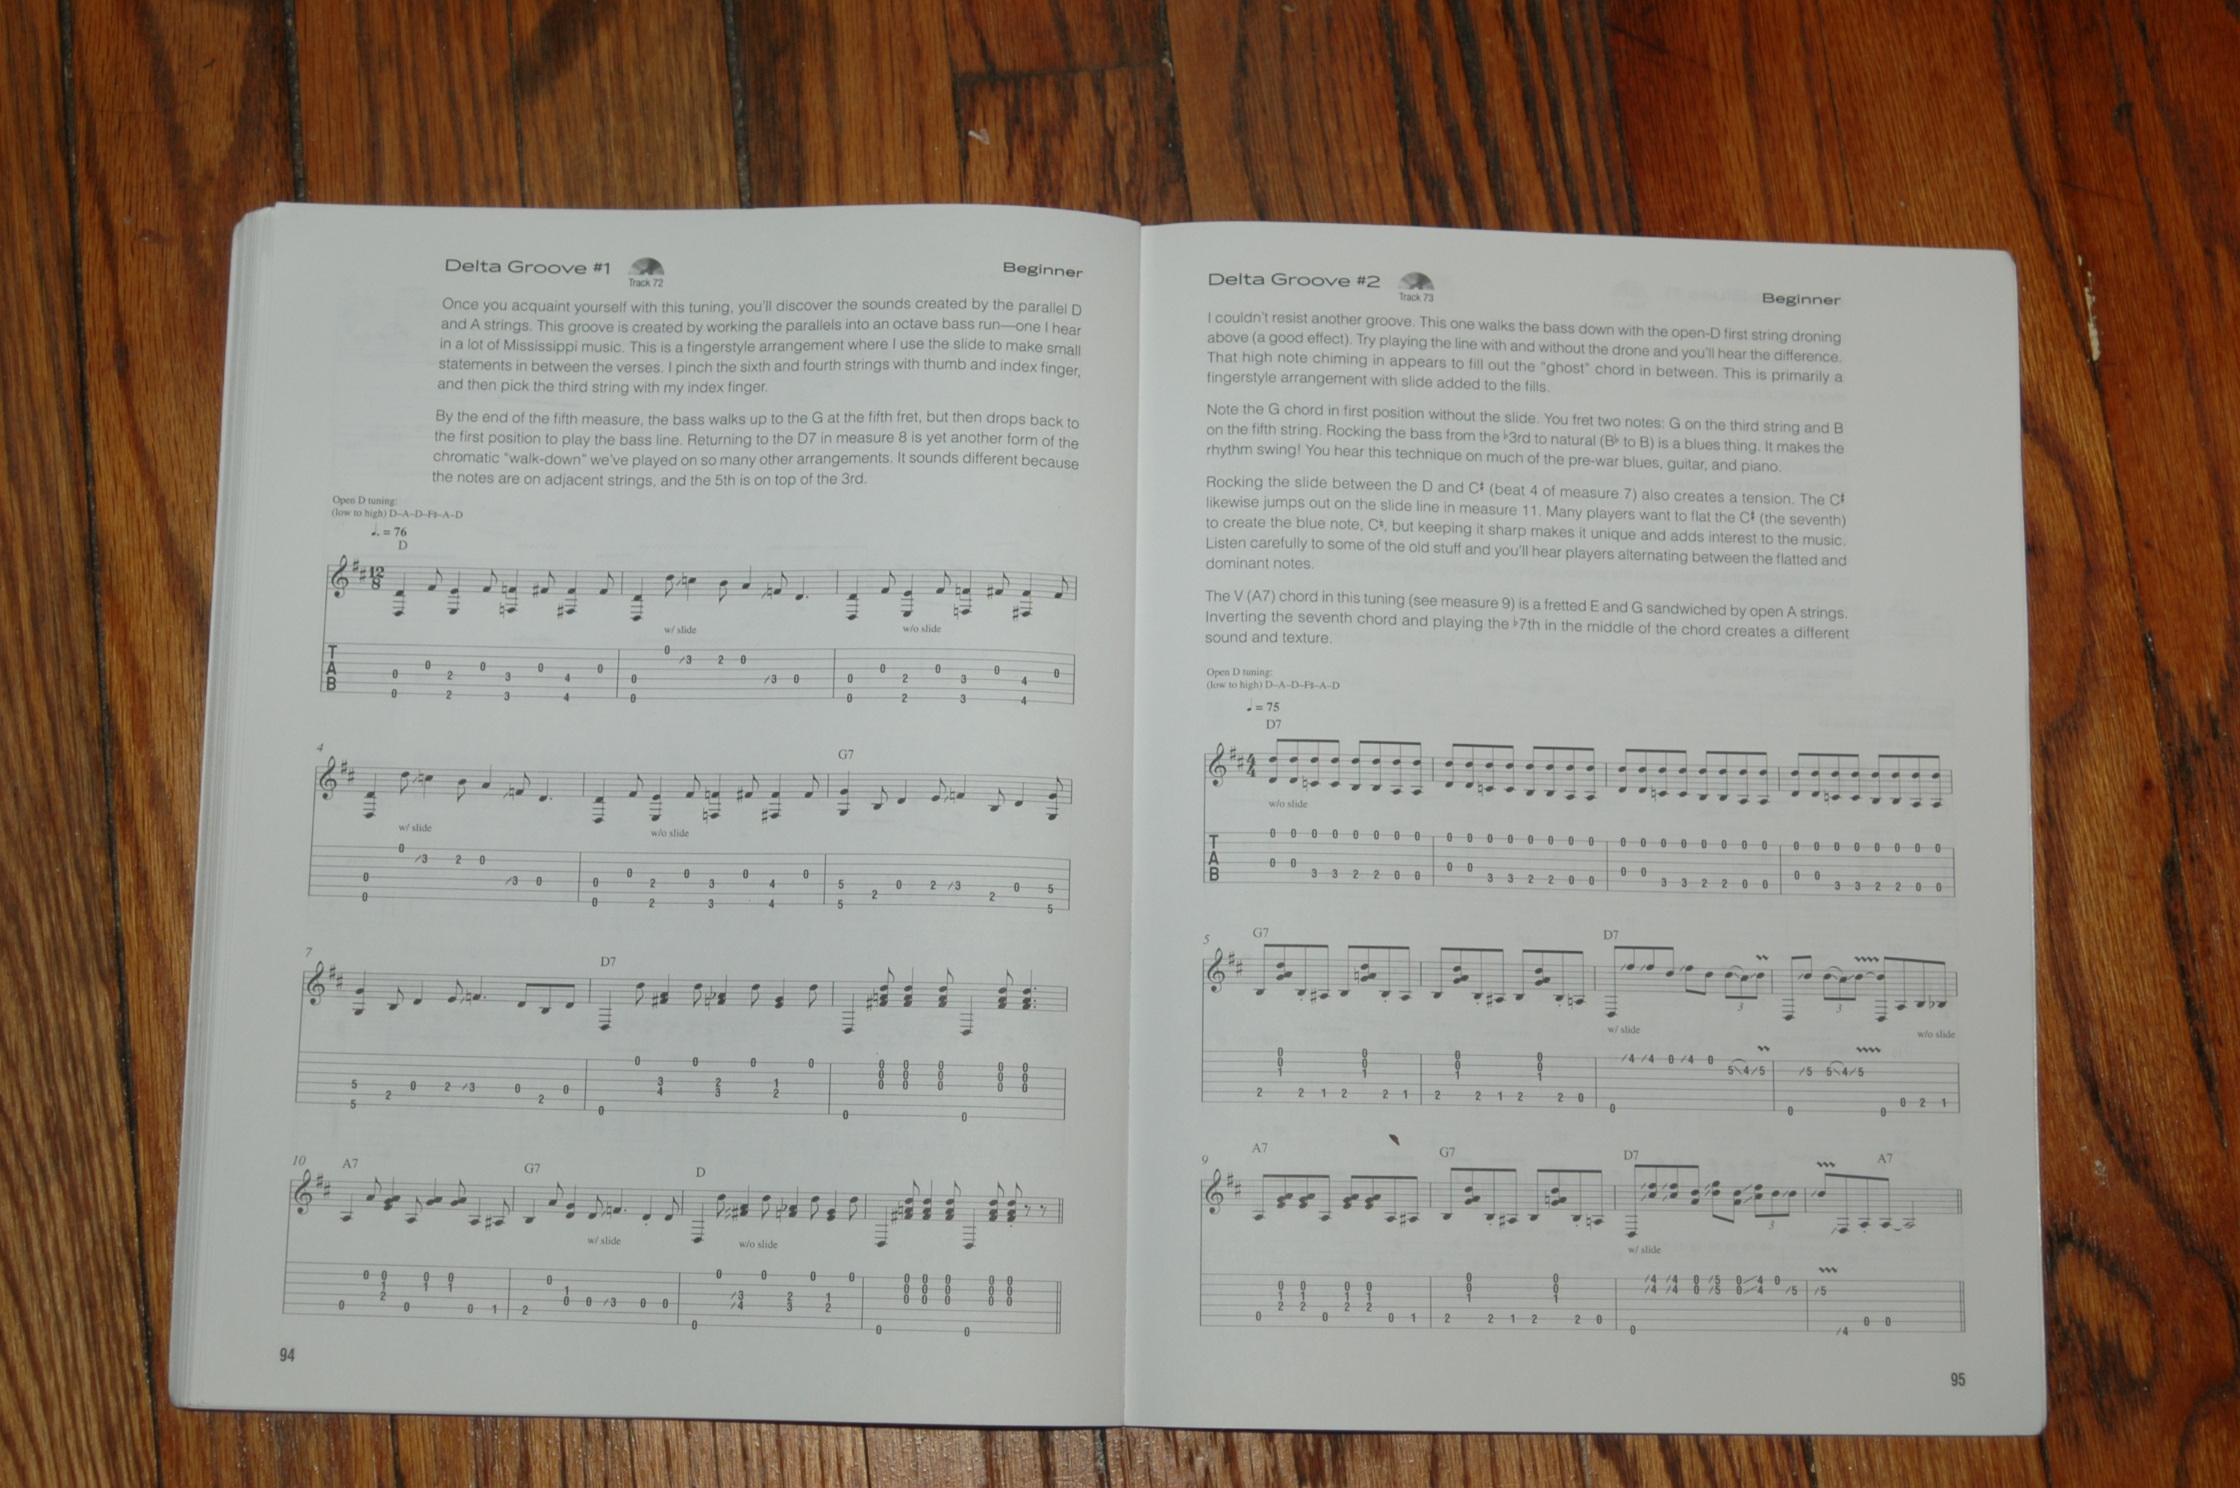 Delta Groove #1
Track 72
Beginner
Once you acquaint yourself with this tuning, you'll discover the sounds created by the parallel D
and A strings. This groove is created by working the parallels into an octave bass run—one I hear
in a lot of Mississippi music. This is a fingerstyle arrangement where I use the slide to make small
statements in between the verses. I pinch the sixth and fourth strings with thumb and index finger,
and then pick the third string with my index finger.
By the end of the fifth measure, the bass walks up to the G at the fifth fret, but then drops back to
the first position to play the bass line. Returning to the D7 in measure 8 is yet another form of the
chromatic "walk-down" we've played on so many other arrangements. It sounds different because
the notes are on adjacent strings, and the 5th is on top of the 3rd.
Open D tuning:
(low to high) D–A–D–F♯–A–D
♩. = 76
D
12
8
w/ slide
w/o slide
T
A
B
4
G7
w/ slide
w/o slide
7
D7
10
A7
G7
D
w/ slide
w/o slide
94
Delta Groove #2
Track 73
Beginner
I couldn't resist another groove. This one walks the bass down with the open-D first string droning
above (a good effect). Try playing the line with and without the drone and you'll hear the difference.
That high note chiming in appears to fill out the "ghost" chord in between. This is primarily a
fingerstyle arrangement with slide added to the fills.
Note the G chord in first position without the slide. You fret two notes: G on the third string and B
on the fifth string. Rocking the bass from the ♭3rd to natural (B♭ to B) is a blues thing. It makes the
rhythm swing! You hear this technique on much of the pre-war blues, guitar, and piano.
Rocking the slide between the D and C♯ (beat 4 of measure 7) also creates a tension. The C♯
likewise jumps out on the slide line in measure 11. Many players want to flat the C♯ (the seventh)
to create the blue note, C♮, but keeping it sharp makes it unique and adds interest to the music.
Listen carefully to some of the old stuff and you'll hear players alternating between the flatted and
dominant notes.
The V (A7) chord in this tuning (see measure 9) is a fretted E and G sandwiched by open A strings.
Inverting the seventh chord and playing the ♭7th in the middle of the chord creates a different
sound and texture.
Open D tuning:
(low to high) D–A–D–F♯–A–D
♩ = 75
D7
4
4
w/o slide
T
A
B
5
G7
D7
w/ slide
w/o slide
9
A7
G7
D7
A7
w/ slide
95